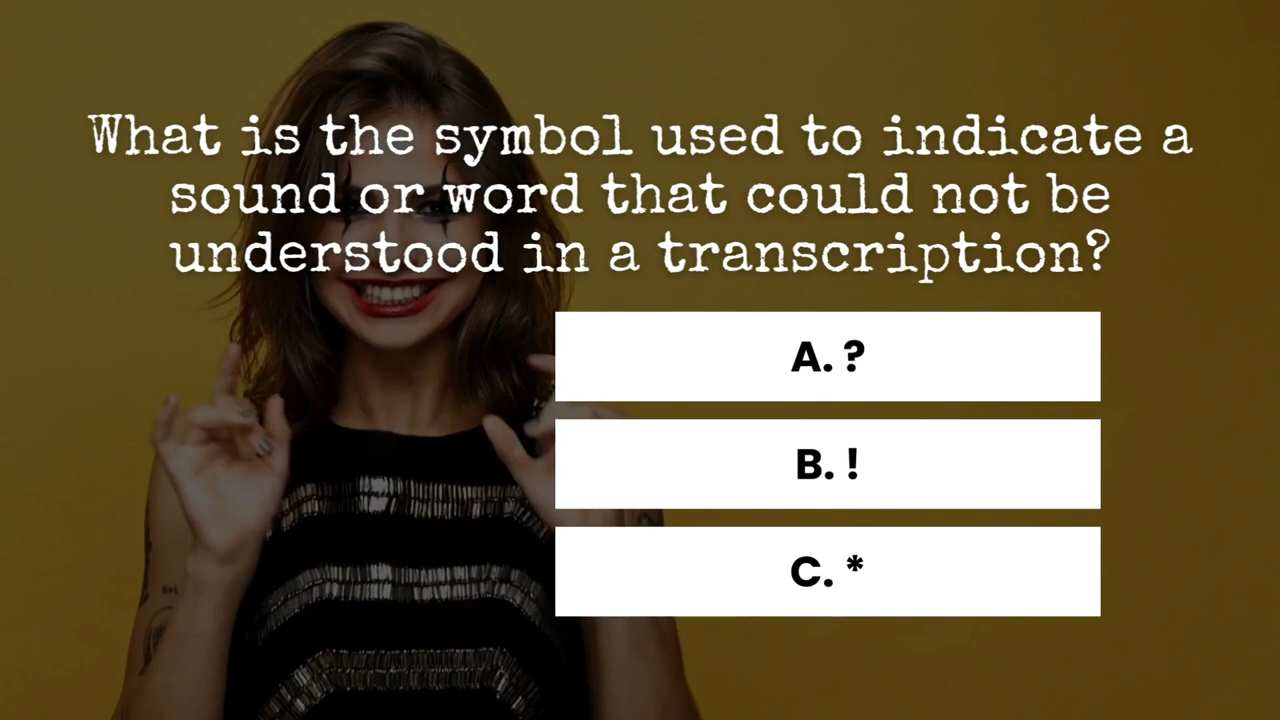 What is the symbol used to indicate a
sound or word that could not be
understood in a transcription?
A. ?
B. !
C. *